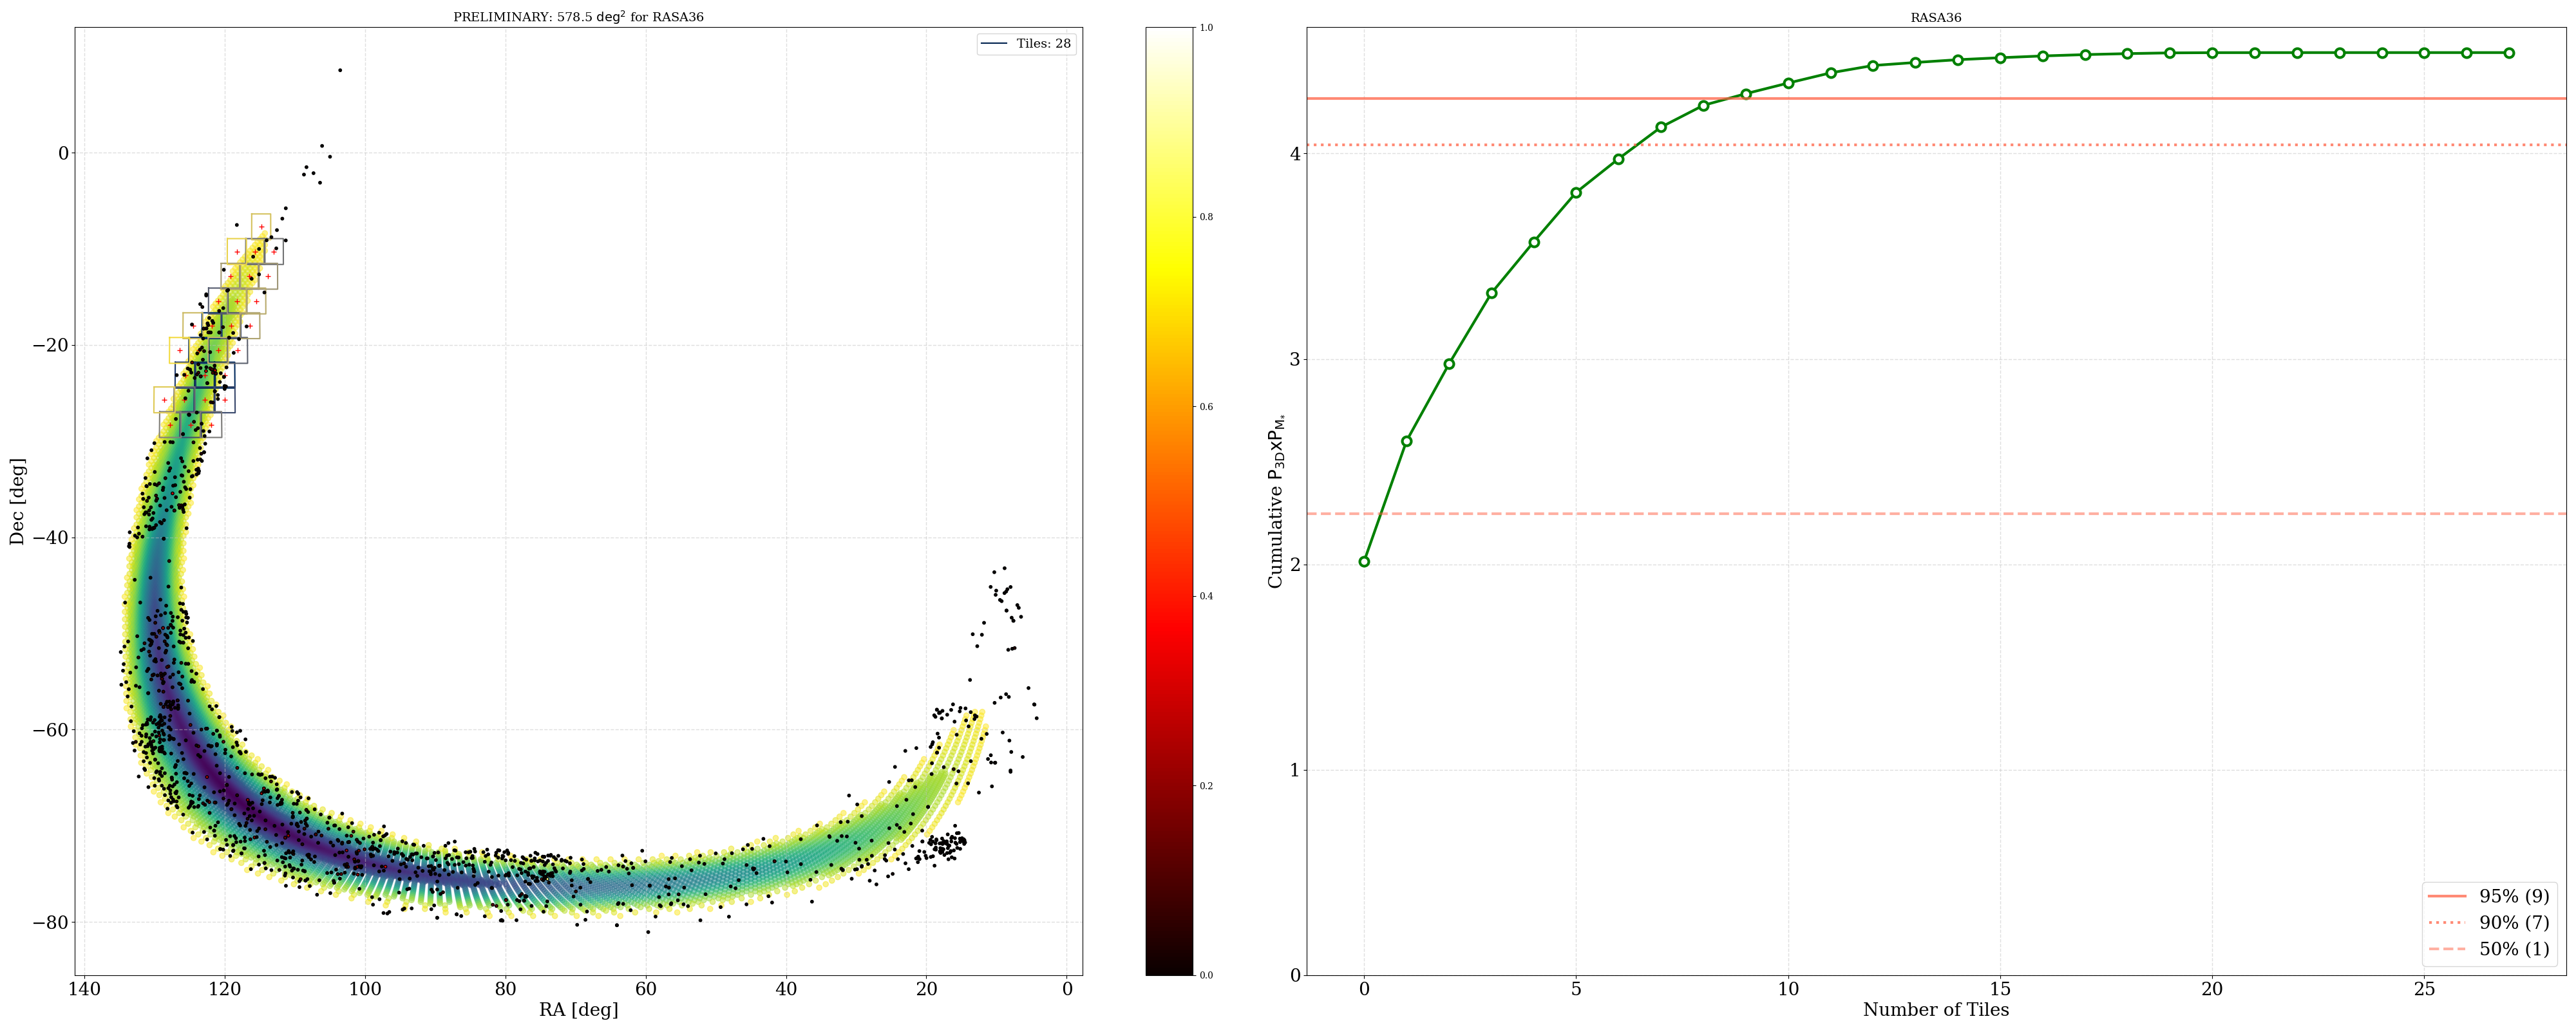 PRELIMINARY: 578.5 deg² for RASA36
Tiles: 28
0
−20
−40
−60
−80
Dec [deg]
140 120 100 80 60 40 20 0
RA [deg]
1.0
0.8
0.6
0.4
0.2
0.0
RASA36
4
3
2
1
0
Cumulative P3DxPM*
95% (9)
90% (7)
50% (1)
0 5 10 15 20 25
Number of Tiles